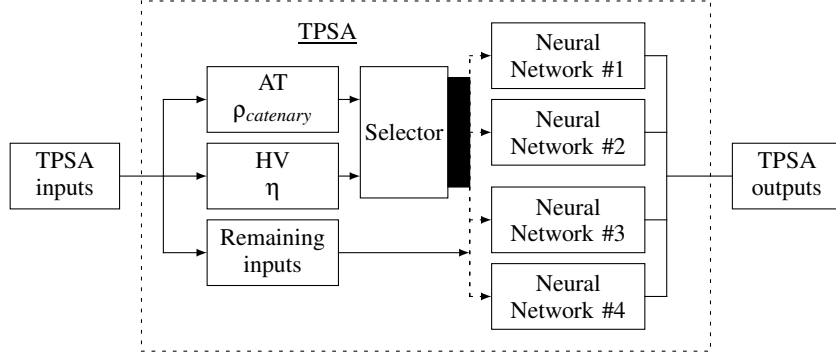 TPSA
TPSA
inputs
AT
ρcatenary
HV
η
Remaining
inputs
Selector
Neural
Network #1
Neural
Network #2
Neural
Network #3
Neural
Network #4
TPSA
outputs